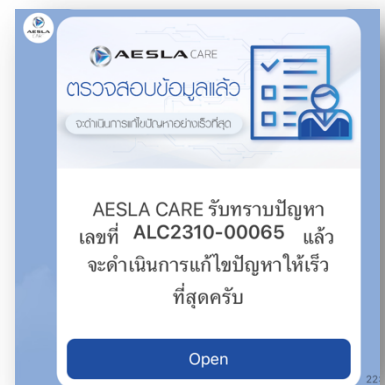 AESLA CARE
ตรวจสอบข้อมูลแล้ว
จะดำเนินการแก้ไขปัญหาอย่างเร็วที่สุด
AESLA CARE รับทราบปัญหา
เลขที่ ALC2310-00065 แล้ว
จะดำเนินการแก้ไขปัญหาให้เร็ว
ที่สุดครับ
Open